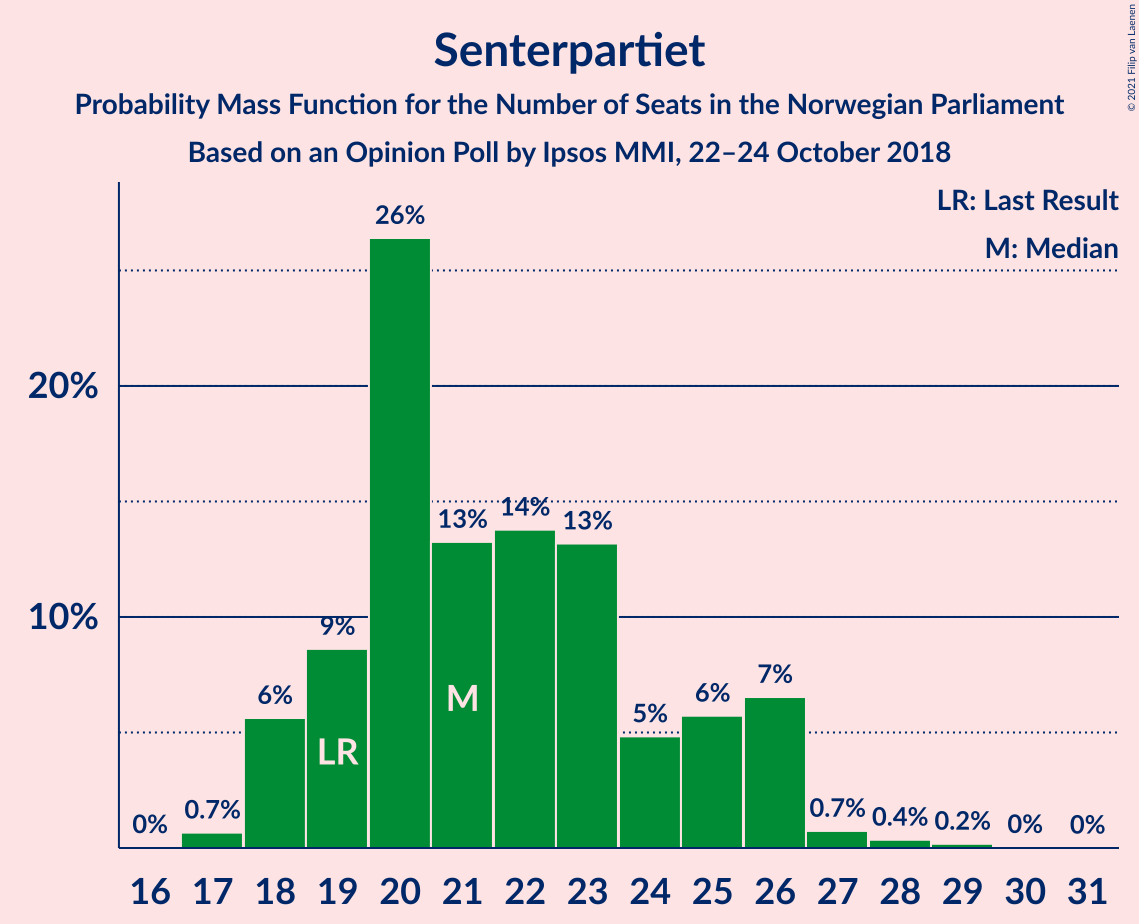 Senterpartiet
Probability Mass Function for the Number of Seats in the Norwegian Parliament
Based on an Opinion Poll by Ipsos MMI, 22–24 October 2018
© 2021 Filip van Laenen
LR: Last Result
M: Median
20%
10%
0%
0.7%
6%
9%
26%
13%
14%
13%
5%
6%
7%
0.7%
0.4%
0.2%
0%
0%
LR
M
16 17 18 19 20 21 22 23 24 25 26 27 28 29 30 31